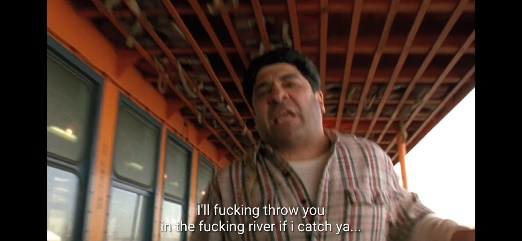 I'll fucking throw you
in the fucking river if i catch ya...